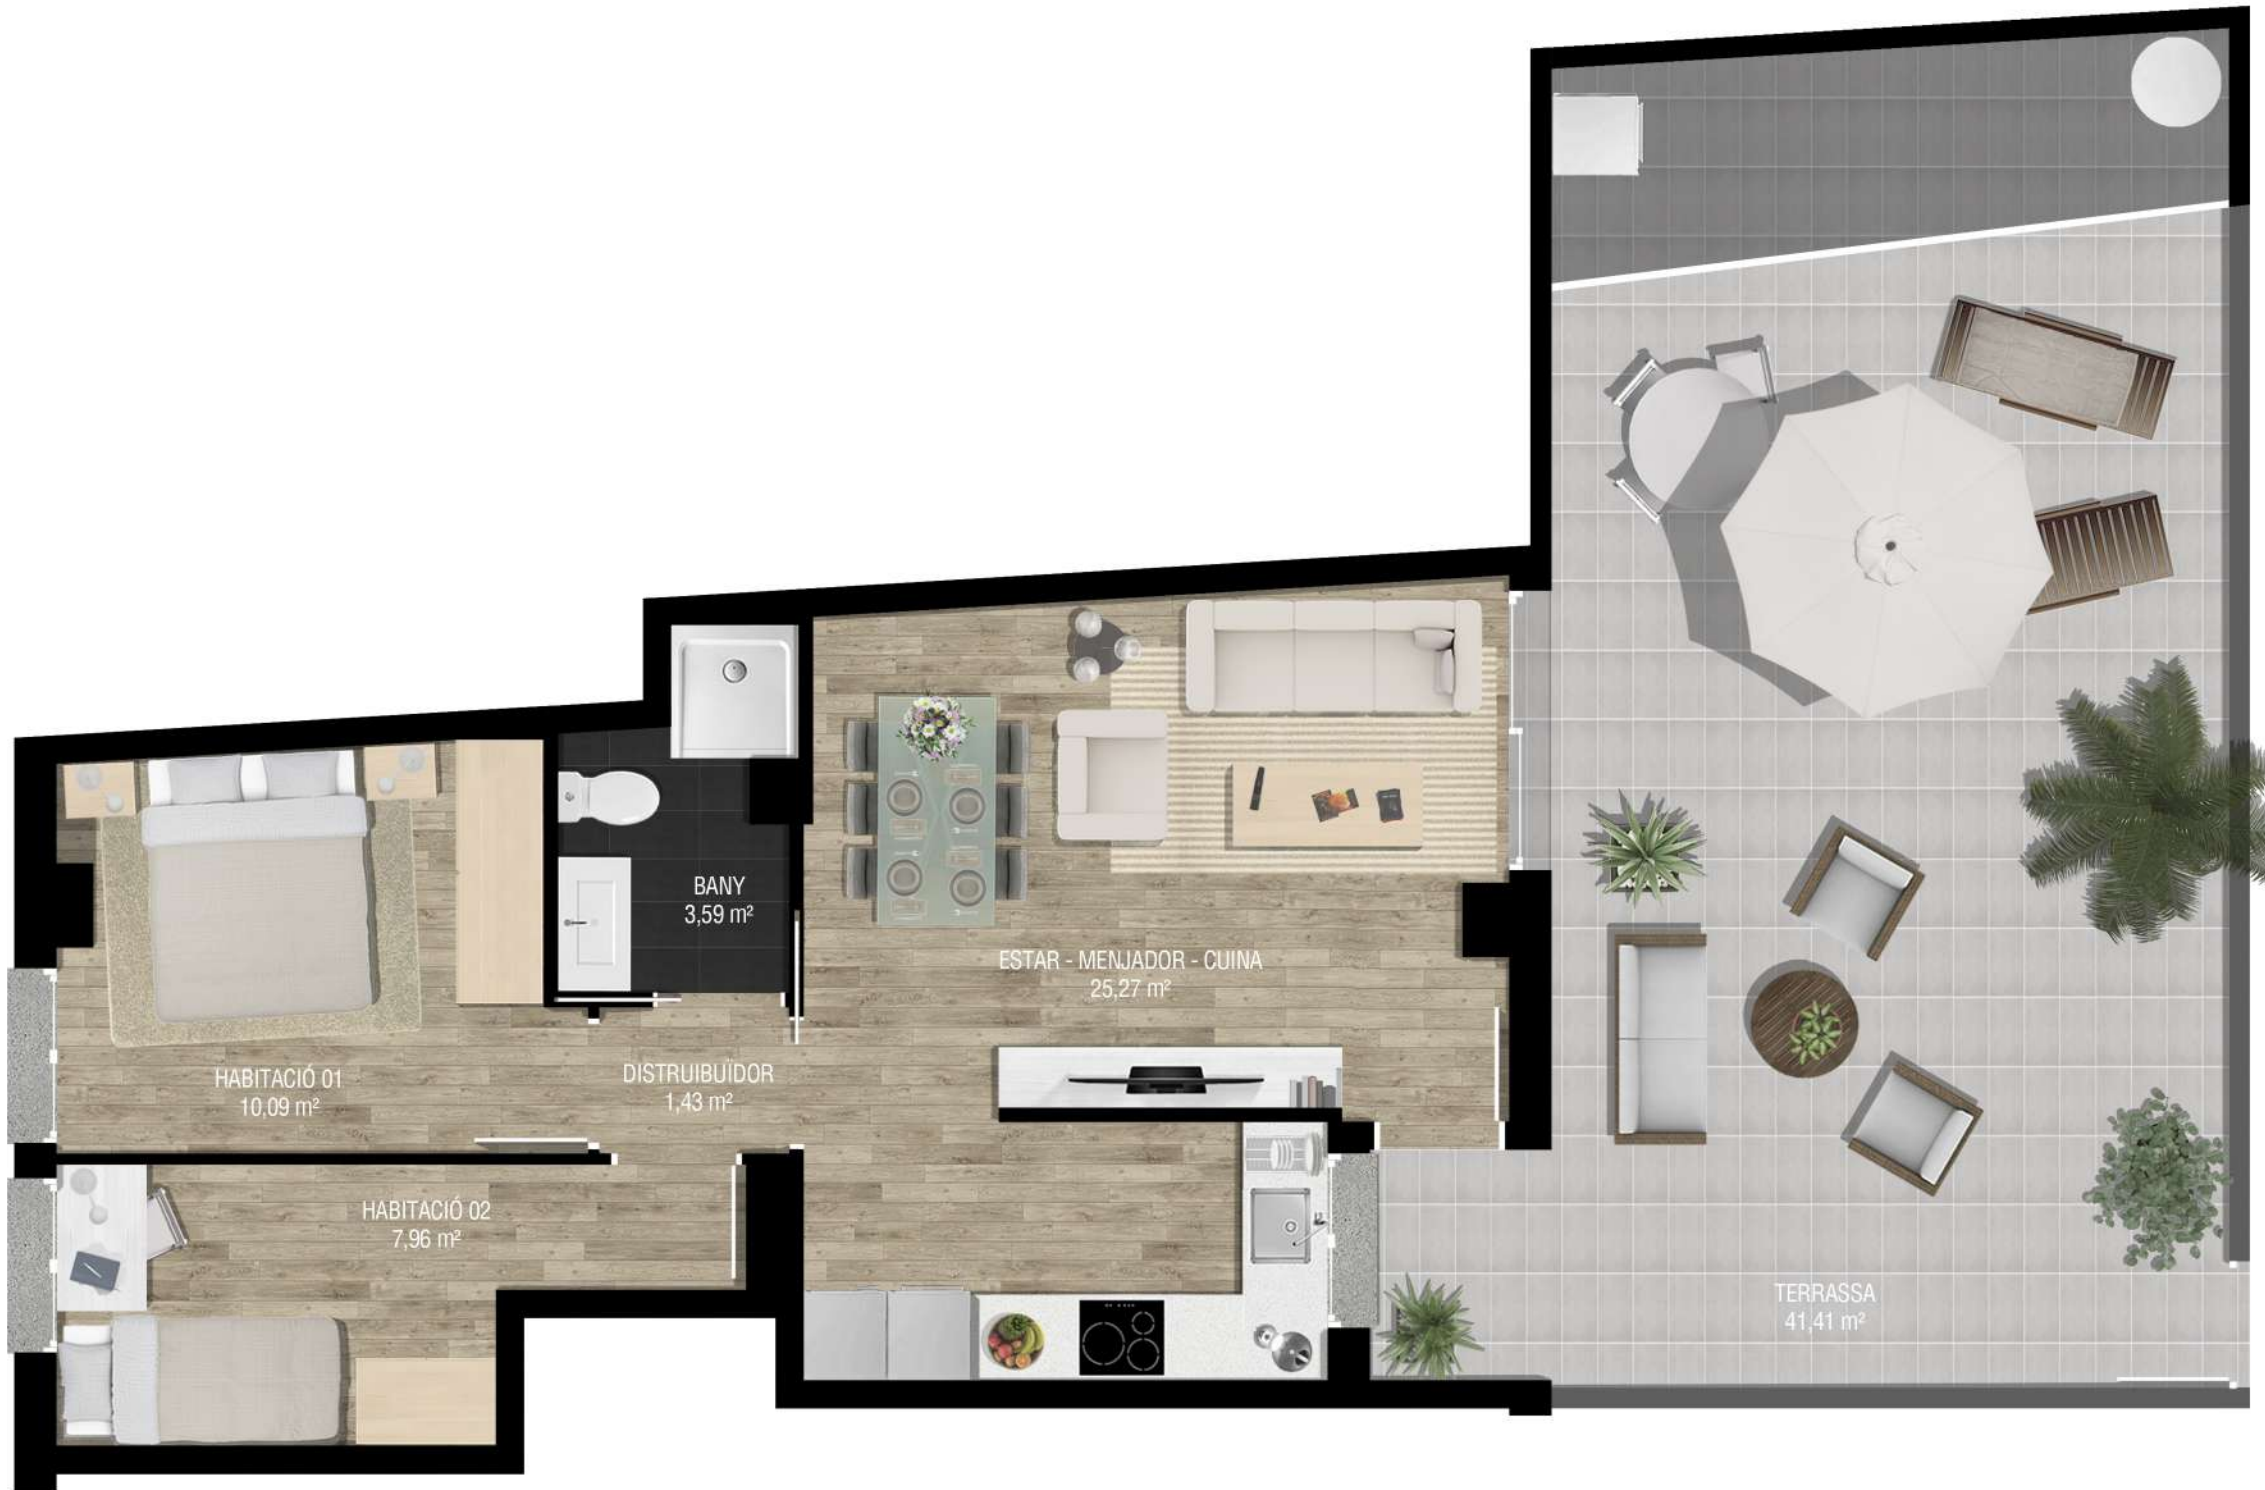 BANY
3,59 m²
ESTAR - MENJADOR - CUINA
25,27 m²
HABITACIÓ 01
10,09 m²
DISTRUIBUÏDOR
1,43 m²
HABITACIÓ 02
7,96 m²
TERRASSA
41,41 m²